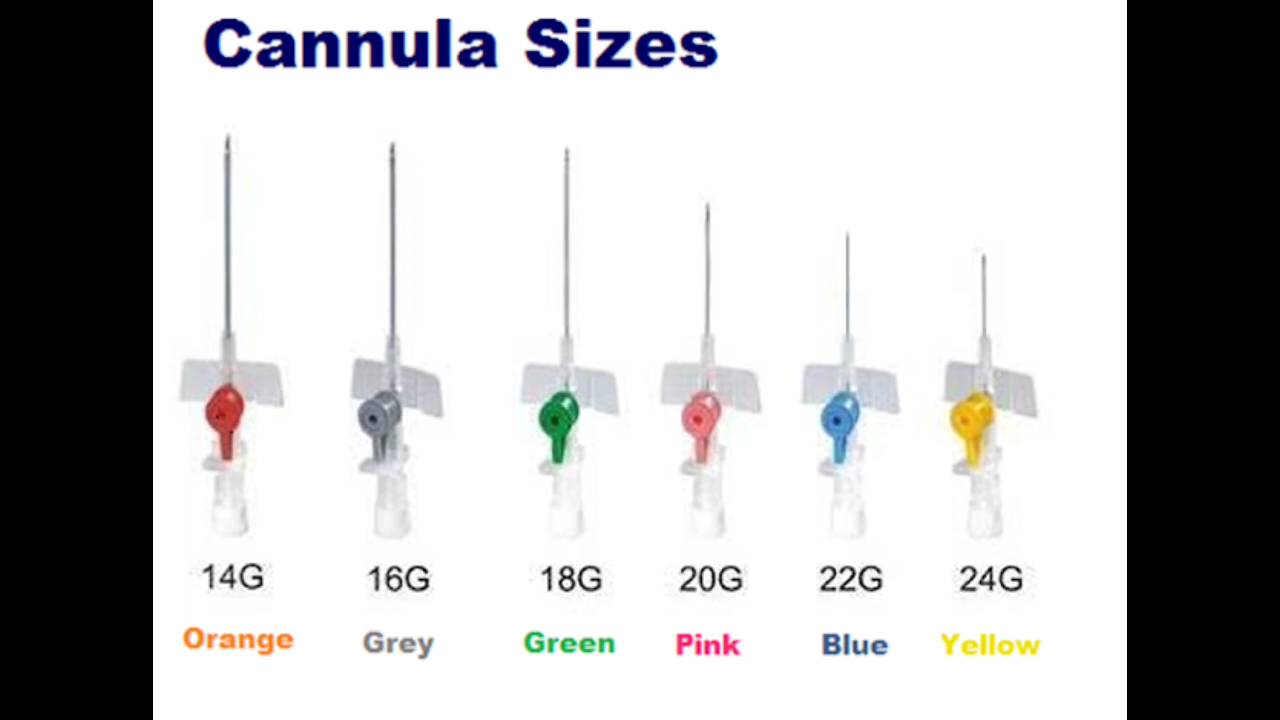 Cannula Sizes
14G 16G 18G 20G 22G 24G
Orange Grey Green Pink Blue Yellow